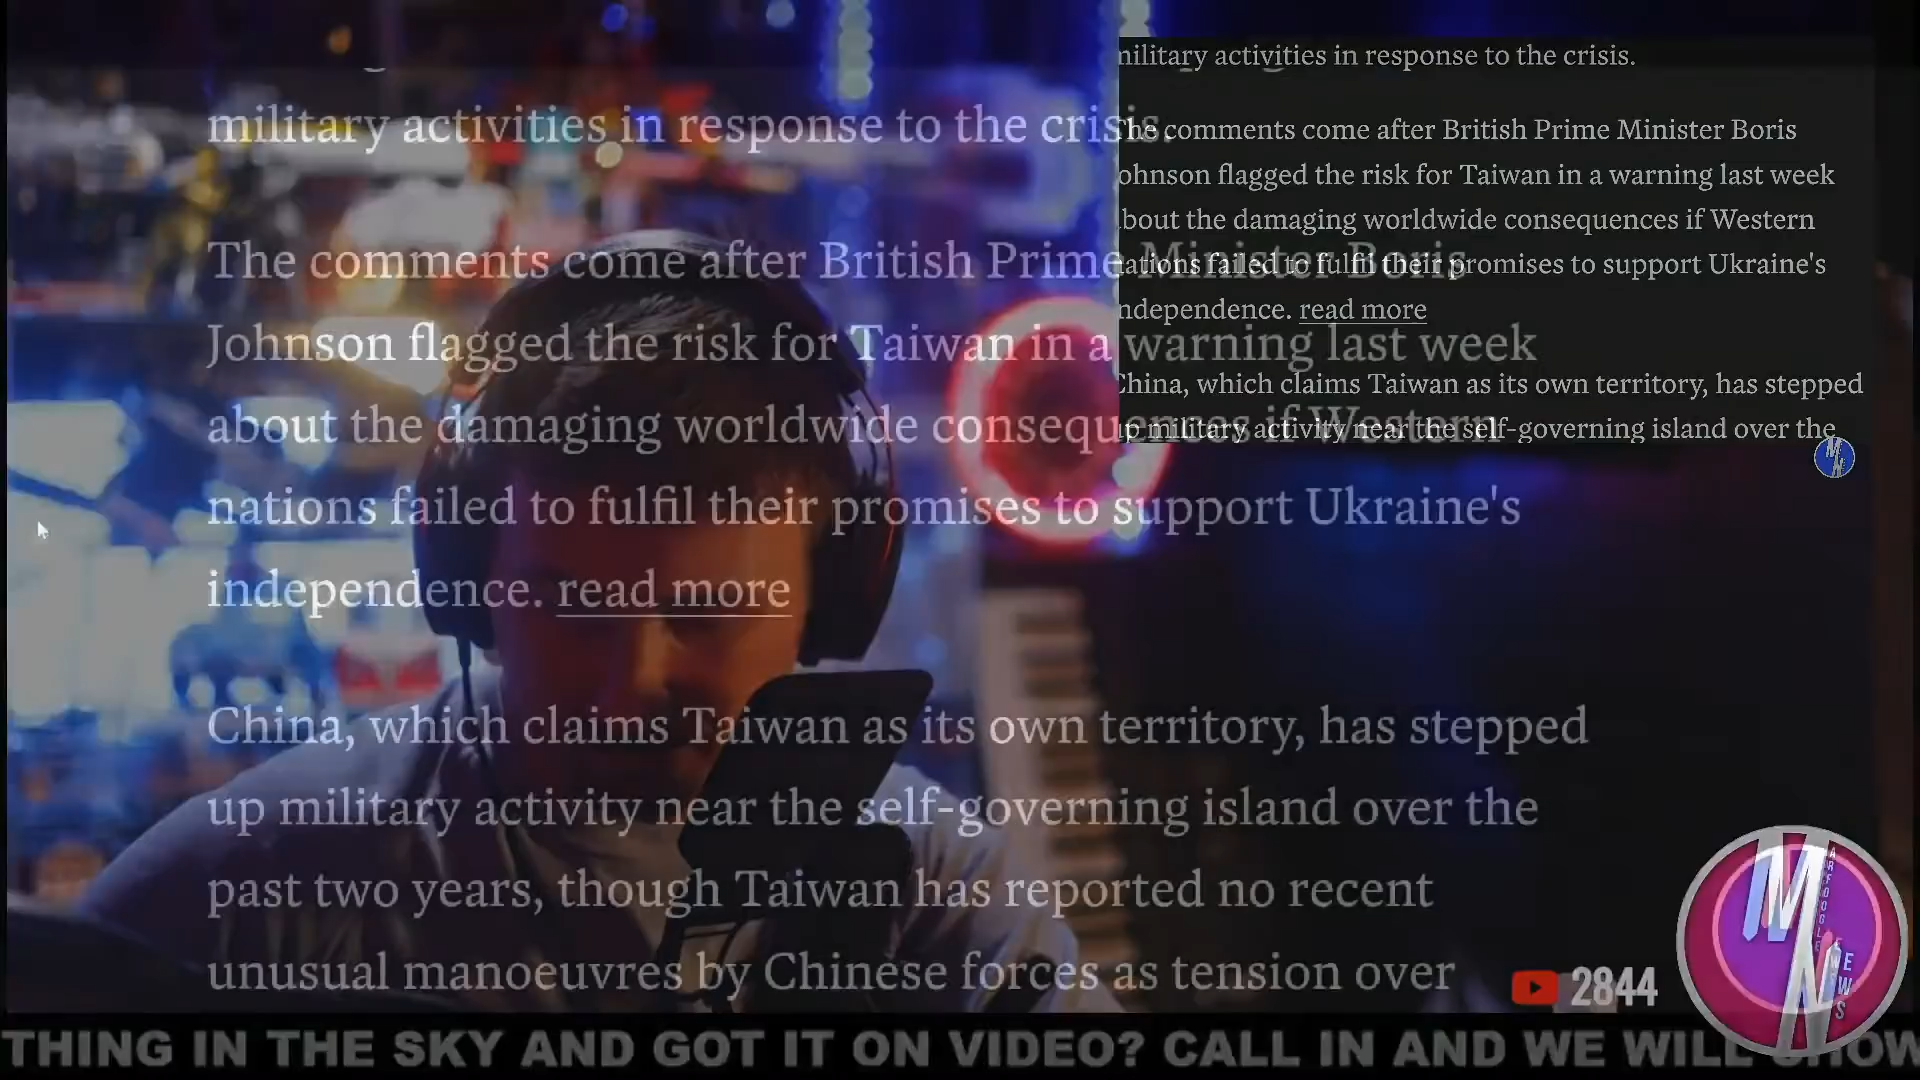 military activities in response to the crisis.
The comments come after British Prime Minister Boris
Johnson flagged the risk for Taiwan in a warning last week
about the damaging worldwide consequences if Western
nations failed to fulfil their promises to support Ukraine's
independence. read more
China, which claims Taiwan as its own territory, has stepped
up military activity near the self-governing island over the
past two years, though Taiwan has reported no recent
unusual manoeuvres by Chinese forces as tension over
military activities in response to the crisis.
The comments come after British Prime Minister Boris
ohnson flagged the risk for Taiwan in a warning last week
bout the damaging worldwide consequences if Western
ations failed to fulfil their promises to support Ukraine's
ndependence. read more
China, which claims Taiwan as its own territory, has stepped
up military activity near the self-governing island over the
MN
2844
MN
NEWS
THING IN THE SKY AND GOT IT ON VIDEO? CALL IN AND WE WILL SHOW